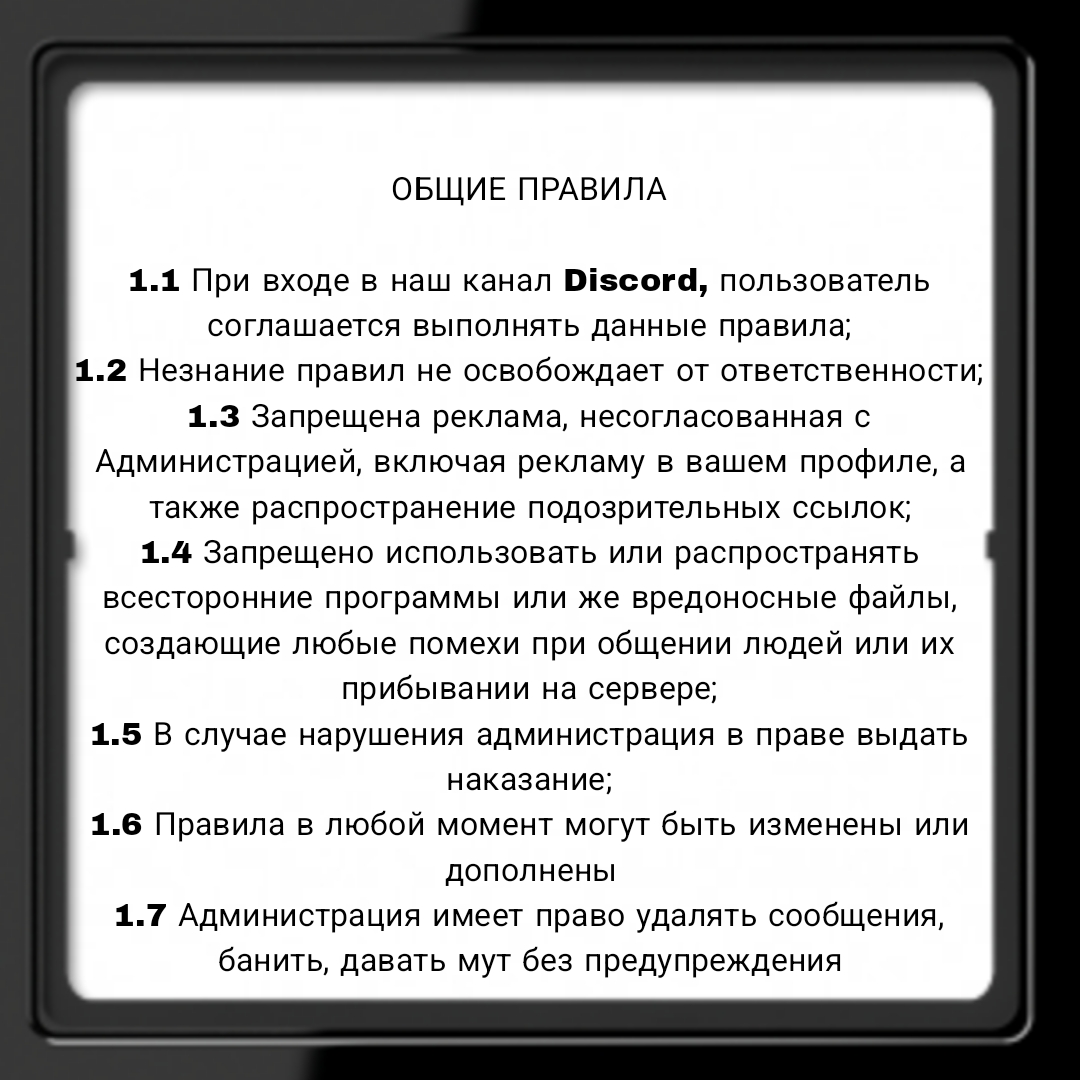 ОБЩИЕ ПРАВИЛА
1.1 При входе в наш канал Discord, пользователь
соглашается выполнять данные правила;
1.2 Незнание правил не освобождает от ответственности;
1.3 Запрещена реклама, несогласованная с
Администрацией, включая рекламу в вашем профиле, а
также распространение подозрительных ссылок;
1.4 Запрещено использовать или распространять
всесторонние программы или же вредоносные файлы,
создающие любые помехи при общении людей или их
прибывании на сервере;
1.5 В случае нарушения администрация в праве выдать
наказание;
1.6 Правила в любой момент могут быть изменены или
дополнены
1.7 Администрация имеет право удалять сообщения,
банить, давать мут без предупреждения